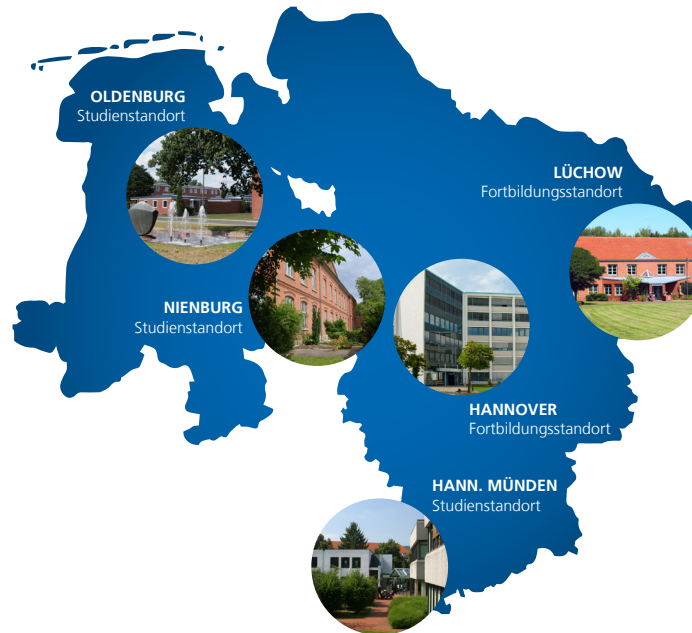 OLDENBURG
Studienstandort
LÜCHOW
Fortbildungsstandort
NIENBURG
Studienstandort
HANNOVER
Fortbildungsstandort
HANN. MÜNDEN
Studienstandort